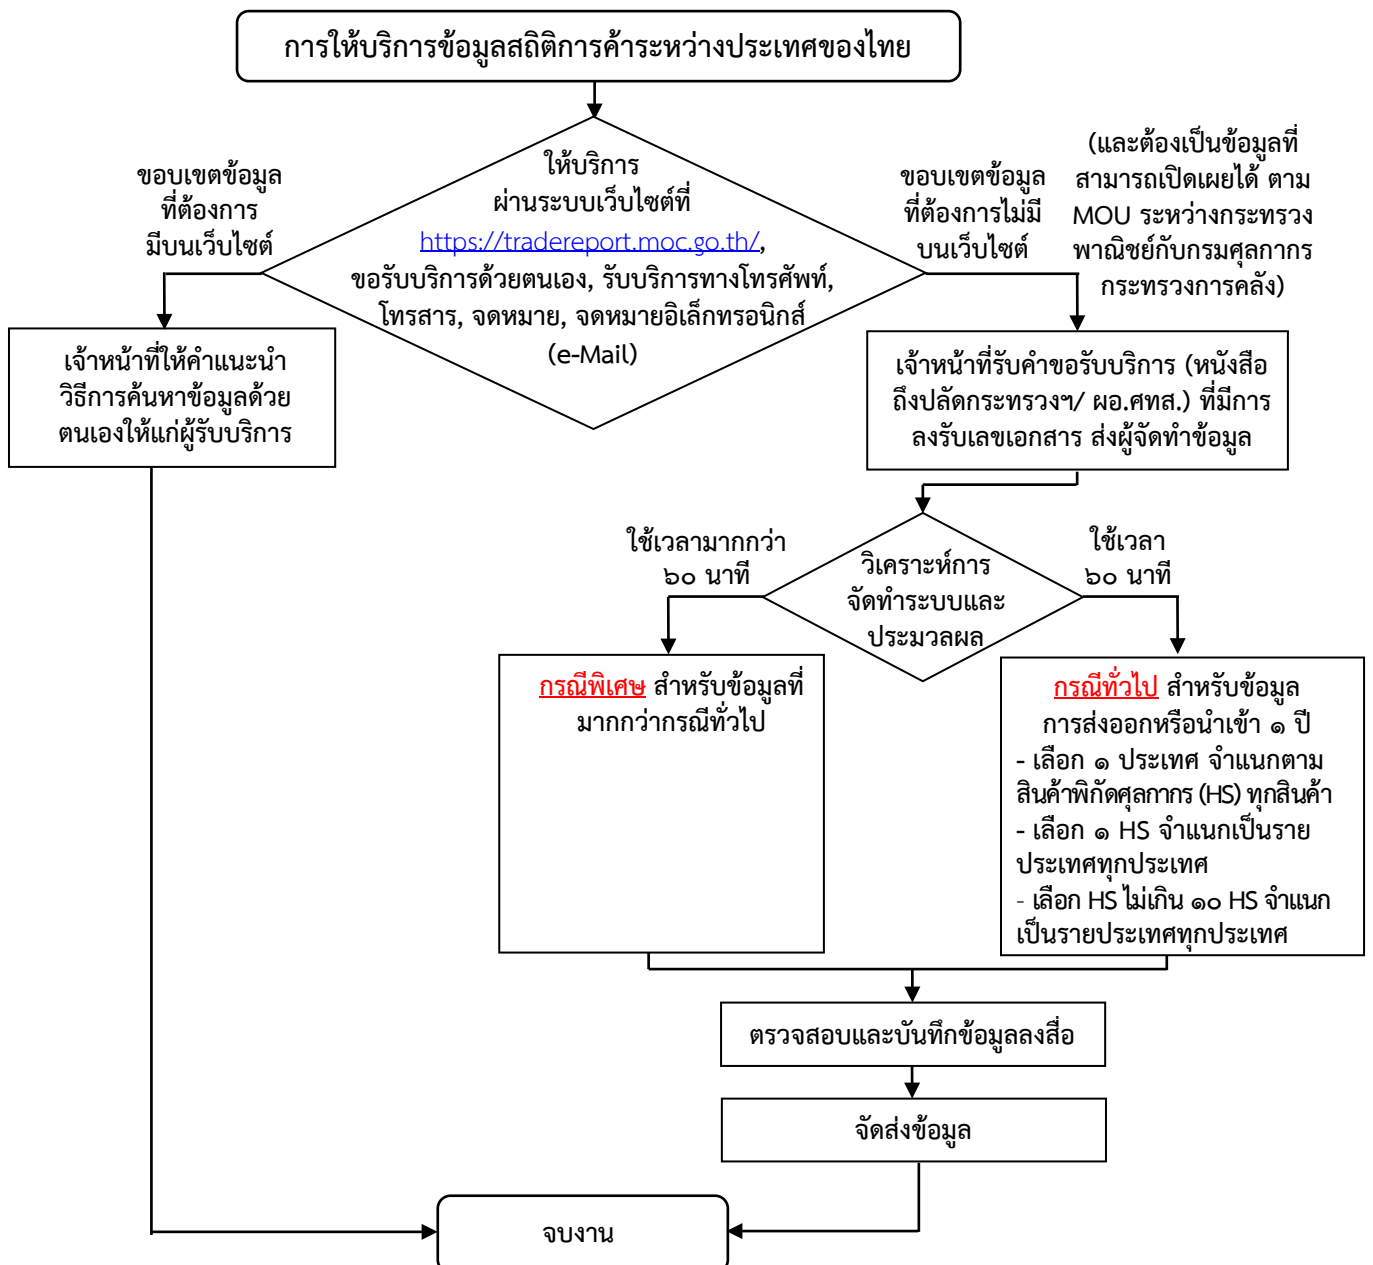 การให้บริการข้อมูลสถิติการค้าระหว่างประเทศของไทย
ให้บริการ
ผ่านระบบเว็บไซต์ที่
https://tradereport.moc.go.th/,
ขอรับบริการด้วยตนเอง, รับบริการทางโทรศัพท์,
โทรสาร, จดหมาย, จดหมายอิเล็กทรอนิกส์
(e-Mail)
ขอบเขตข้อมูล
ที่ต้องการ
มีบนเว็บไซต์
ขอบเขตข้อมูล
ที่ต้องการไม่มี
บนเว็บไซต์
(และต้องเป็นข้อมูลที่
สามารถเปิดเผยได้ ตาม
MOU ระหว่างกระทรวง
พาณิชย์กับกรมศุลกากร
กระทรวงการคลัง)
เจ้าหน้าที่ให้คำแนะนำ
วิธีการค้นหาข้อมูลด้วย
ตนเองให้แก่ผู้รับบริการ
เจ้าหน้าที่รับคำขอรับบริการ (หนังสือ
ถึงปลัดกระทรวงฯ/ ผอ.ศทส.) ที่มีการ
ลงรับเลขเอกสาร ส่งผู้จัดทำข้อมูล
ใช้เวลามากกว่า
๖๐ นาที
วิเคราะห์การ
จัดทำระบบและ
ประมวลผล
ใช้เวลา
๖๐ นาที
กรณีพิเศษ สำหรับข้อมูลที่
มากกว่ากรณีทั่วไป
กรณีทั่วไป สำหรับข้อมูล
การส่งออกหรือนำเข้า ๑ ปี
- เลือก ๑ ประเทศ จำแนกตาม
สินค้าพิกัดศุลกากร (HS) ทุกสินค้า
- เลือก ๑ HS จำแนกเป็นราย
ประเทศทุกประเทศ
- เลือก HS ไม่เกิน ๑๐ HS จำแนก
เป็นรายประเทศทุกประเทศ
ตรวจสอบและบันทึกข้อมูลลงสื่อ
จัดส่งข้อมูล
จบงาน